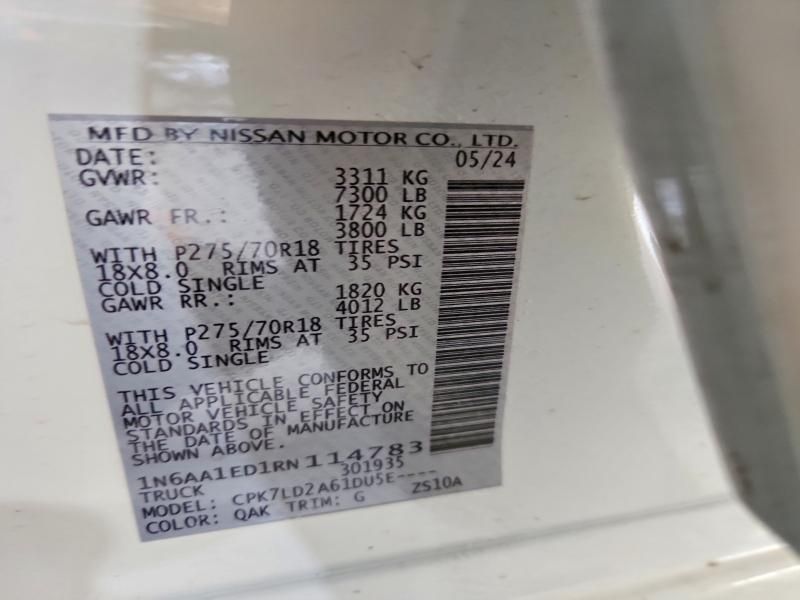 MFD BY NISSAN MOTOR CO., LTD.
DATE: 05/24
GVWR: 3311 KG
7300 LB
GAWR FR.: 1724 KG
3800 LB
WITH P275/70R18 TIRES
18X8.0 RIMS AT 35 PSI
COLD SINGLE
GAWR RR.: 1820 KG
4012 LB
WITH P275/70R18 TIRES
18X8.0 RIMS AT 35 PSI
COLD SINGLE
THIS VEHICLE CONFORMS TO
ALL APPLICABLE FEDERAL
MOTOR VEHICLE SAFETY
STANDARDS IN EFFECT ON
THE DATE OF MANUFACTURE
SHOWN ABOVE.
1N6AA1ED1RN114783
TRUCK 301935
MODEL: CPK7LD2A61DU5E----
COLOR: QAK TRIM: G ZS10A